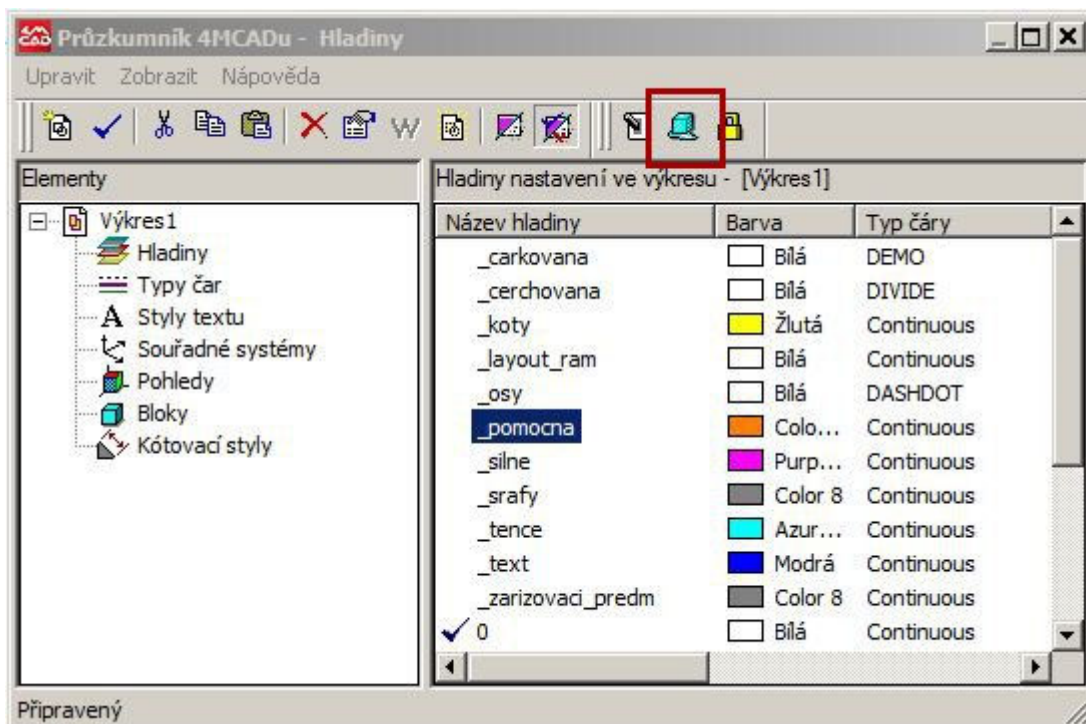 4M CAD Průzkumník 4MCADu - Hladiny
Upravit Zobrazit Nápověda
Elementy
Výkres1
Hladiny
Typy čar
Styly textu
Souřadné systémy
Pohledy
Bloky
Kótovací styly
Hladiny nastavení ve výkresu - [Výkres1]
Název hladiny Barva Typ čáry
_carkovana Bílá DEMO
_cerchovana Bílá DIVIDE
_koty Žlutá Continuous
_layout_ram Bílá Continuous
_osy Bílá DASHDOT
_pomocna Colo... Continuous
_silne Purp... Continuous
_srafy Color 8 Continuous
_tence Azur... Continuous
_text Modrá Continuous
_zarizovaci_predm Color 8 Continuous
0 Bílá Continuous
Připravený